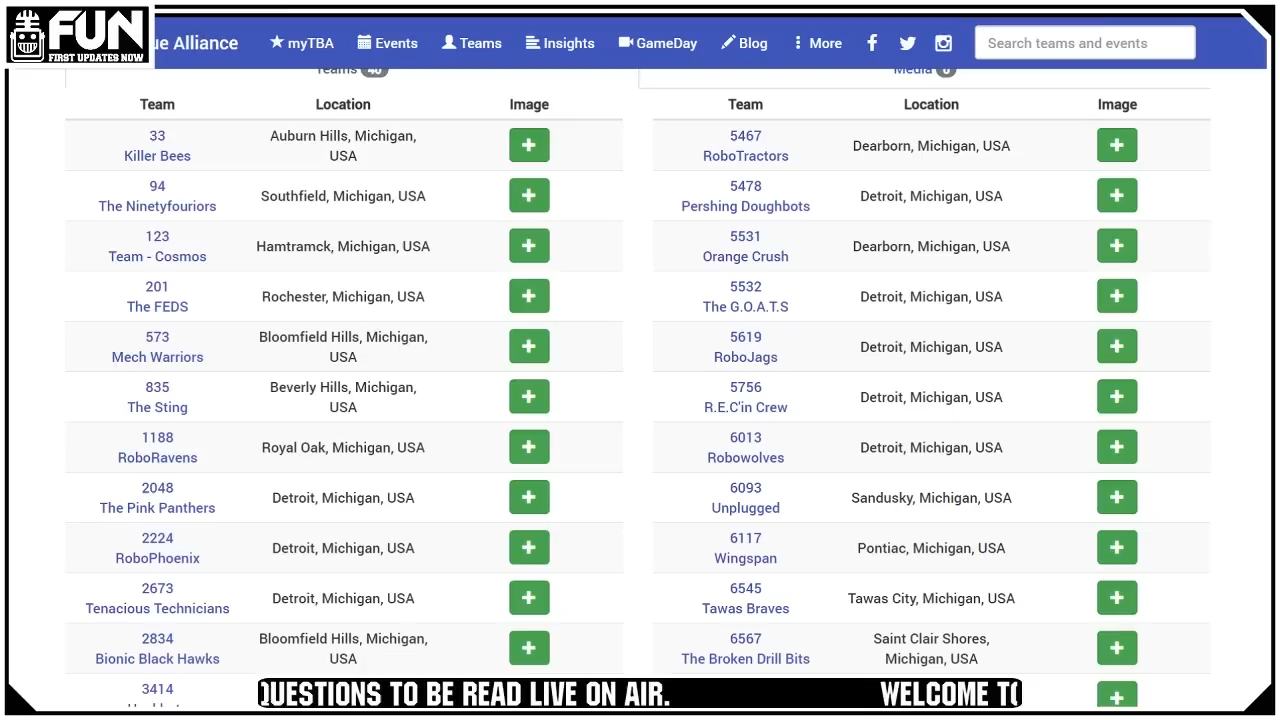 FUN
FIRST UPDATES NOW
ue Alliance
myTBA
Events
Teams
Insights
GameDay
Blog
More
Search teams and events
Teams 40
Media 0
Team Location Image
33
Killer Bees
Auburn Hills, Michigan,
USA
94
The Ninetyfouriors
Southfield, Michigan, USA
123
Team - Cosmos
Hamtramck, Michigan, USA
201
The FEDS
Rochester, Michigan, USA
573
Mech Warriors
Bloomfield Hills, Michigan,
USA
835
The Sting
Beverly Hills, Michigan,
USA
1188
RoboRavens
Royal Oak, Michigan, USA
2048
The Pink Panthers
Detroit, Michigan, USA
2224
RoboPhoenix
Detroit, Michigan, USA
2673
Tenacious Technicians
Detroit, Michigan, USA
2834
Bionic Black Hawks
Bloomfield Hills, Michigan,
USA
3414
Team Location Image
5467
RoboTractors
Dearborn, Michigan, USA
5478
Pershing Doughbots
Detroit, Michigan, USA
5531
Orange Crush
Dearborn, Michigan, USA
5532
The G.O.A.T.S
Detroit, Michigan, USA
5619
RoboJags
Detroit, Michigan, USA
5756
R.E.C'in Crew
Detroit, Michigan, USA
6013
Robowolves
Detroit, Michigan, USA
6093
Unplugged
Sandusky, Michigan, USA
6117
Wingspan
Pontiac, Michigan, USA
6545
Tawas Braves
Tawas City, Michigan, USA
6567
The Broken Drill Bits
Saint Clair Shores,
Michigan, USA
QUESTIONS TO BE READ LIVE ON AIR. WELCOME TO